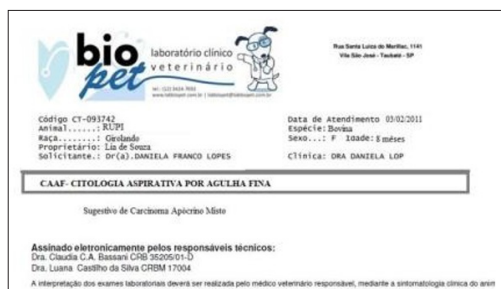 bio
pet
laboratório clínico
veterinário
Rua Santa Luiza de Marillac, 1141
Vila São José - Taubaté - SP
Código CT-093742
Animal......: RUPI
Raça........: Girolando
Proprietário: Lia de Souza
Solicitante.: Dr(a).DANIELA FRANCO LOPES
Data de Atendimento 03/02/2011
Espécie: Bovina
Sexo...: F Idade: 8 méses
Clínica: DRA DANIELA LOP
CAAF- CITOLOGIA ASPIRATIVA POR AGULHA FINA
Sugestivo de Carcinoma Apócrino Misto
Assinado eletronicamente pelos responsáveis técnicos:
Dra. Claudia C.A. Bassani CRB 35205/01-D
Dra. Luana Castilho da Silva CRBM 17004
A interpretação dos exames laboratoriais deverá ser realizada pelo médico veterinário responsável, mediante a sintomatologia clínica do anim